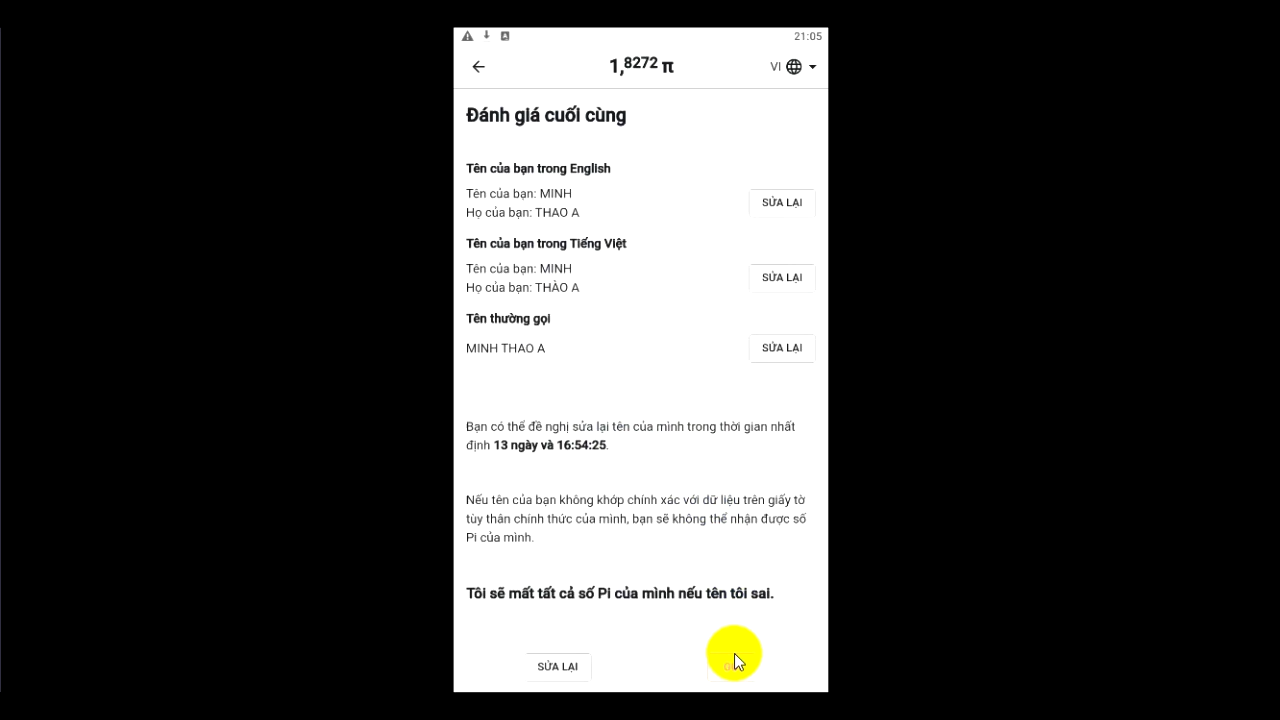 21:05
1,8272 π
VI
Đánh giá cuối cùng
Tên của bạn trong English
Tên của bạn: MINH
Họ của bạn: THAO A
SỬA LẠI
Tên của bạn trong Tiếng Việt
Tên của bạn: MINH
Họ của bạn: THÀO A
SỬA LẠI
Tên thường gọi
MINH THAO A
SỬA LẠI
Bạn có thể đề nghị sửa lại tên của mình trong thời gian nhất
định 13 ngày và 16:54:25.
Nếu tên của bạn không khớp chính xác với dữ liệu trên giấy tờ
tùy thân chính thức của mình, bạn sẽ không thể nhận được số
Pi của mình.
Tôi sẽ mất tất cả số Pi của mình nếu tên tôi sai.
SỬA LẠI